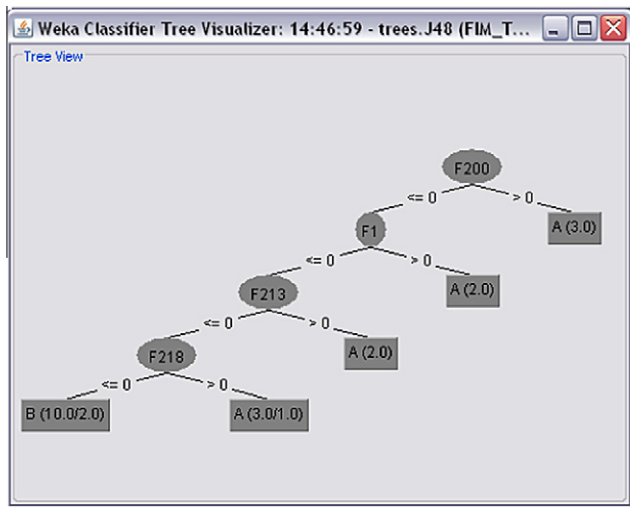 Weka Classifier Tree Visualizer: 14:46:59 - trees.J48 (FIM_T...
Tree View
F200
<= 0 > 0
F1 A (3.0)
<= 0 > 0
F213 A (2.0)
<= 0 > 0
F218 A (2.0)
<= 0 > 0
B (10.0/2.0) A (3.0/1.0)